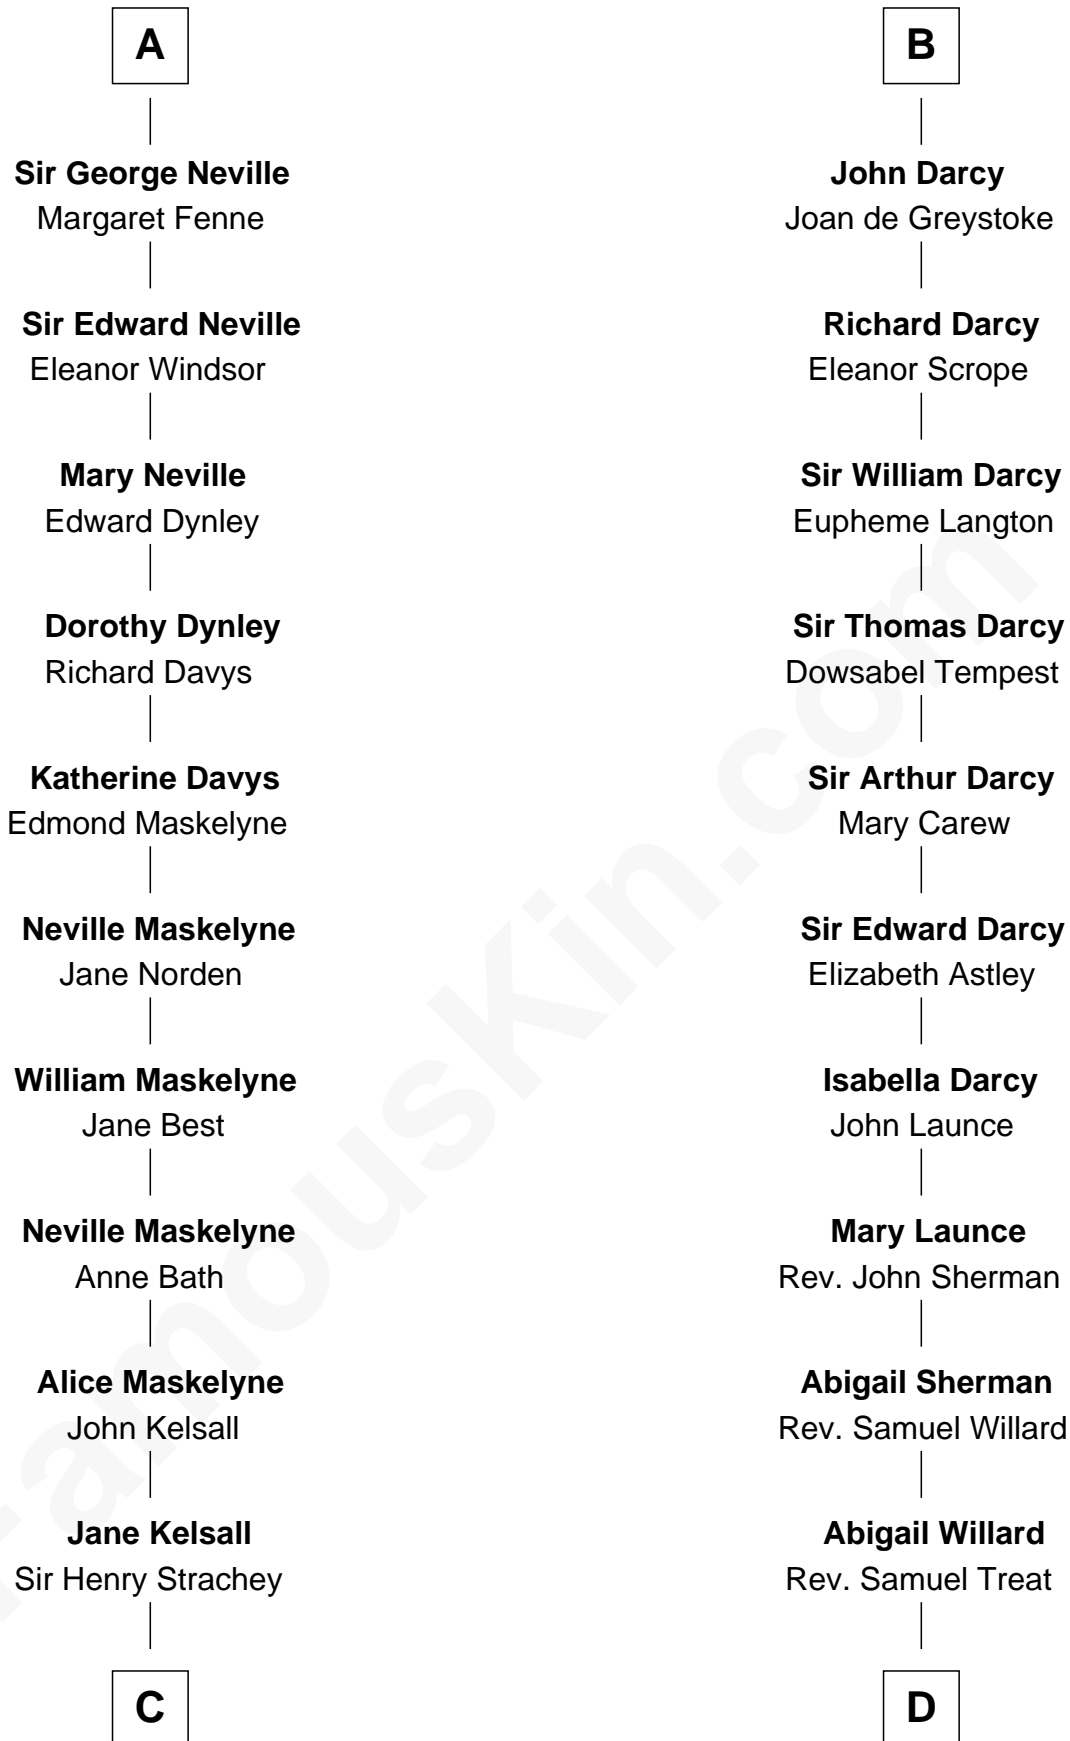 A
Sir George Neville
Margaret Fenne
Sir Edward Neville
Eleanor Windsor
Mary Neville
Edward Dynley
Dorothy Dynley
Richard Davys
Katherine Davys
Edmond Maskelyne
Neville Maskelyne
Jane Norden
William Maskelyne
Jane Best
Neville Maskelyne
Anne Bath
Alice Maskelyne
John Kelsall
Jane Kelsall
Sir Henry Strachey
C
B
John Darcy
Joan de Greystoke
Richard Darcy
Eleanor Scrope
Sir William Darcy
Eupheme Langton
Sir Thomas Darcy
Dowsabel Tempest
Sir Arthur Darcy
Mary Carew
Sir Edward Darcy
Elizabeth Astley
Isabella Darcy
John Launce
Mary Launce
Rev. John Sherman
Abigail Sherman
Rev. Samuel Willard
Abigail Willard
Rev. Samuel Treat
D
FamousKin.com